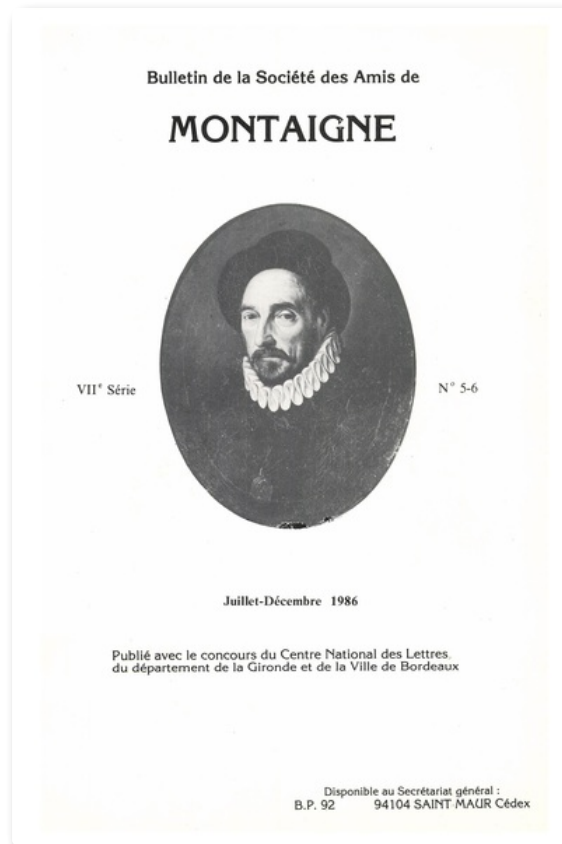 Bulletin de la Société des Amis de
MONTAIGNE
VIIe Série
N° 5-6
Juillet-Décembre 1986
Publié avec le concours du Centre National des Lettres,
du département de la Gironde et de la Ville de Bordeaux
Disponible au Secrétariat général :
B.P. 92 94104 SAINT MAUR Cédex